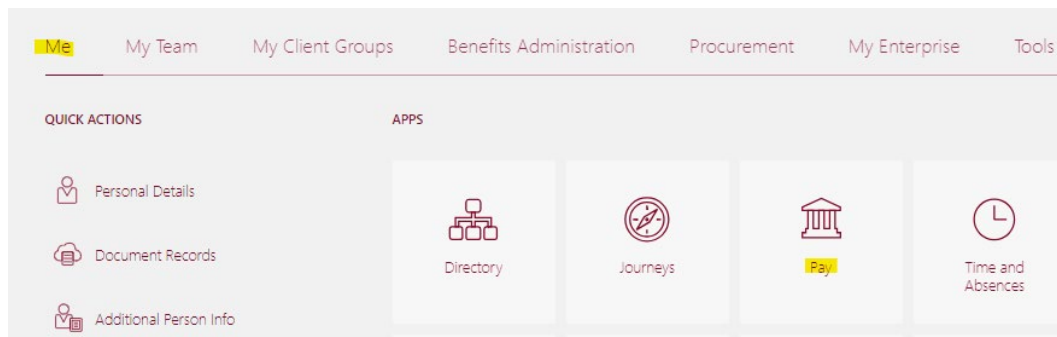 Me My Team My Client Groups Benefits Administration Procurement My Enterprise Tools
QUICK ACTIONS
APPS
Personal Details
Document Records
Additional Person Info
Directory
Journeys
Pay
Time and
Absences